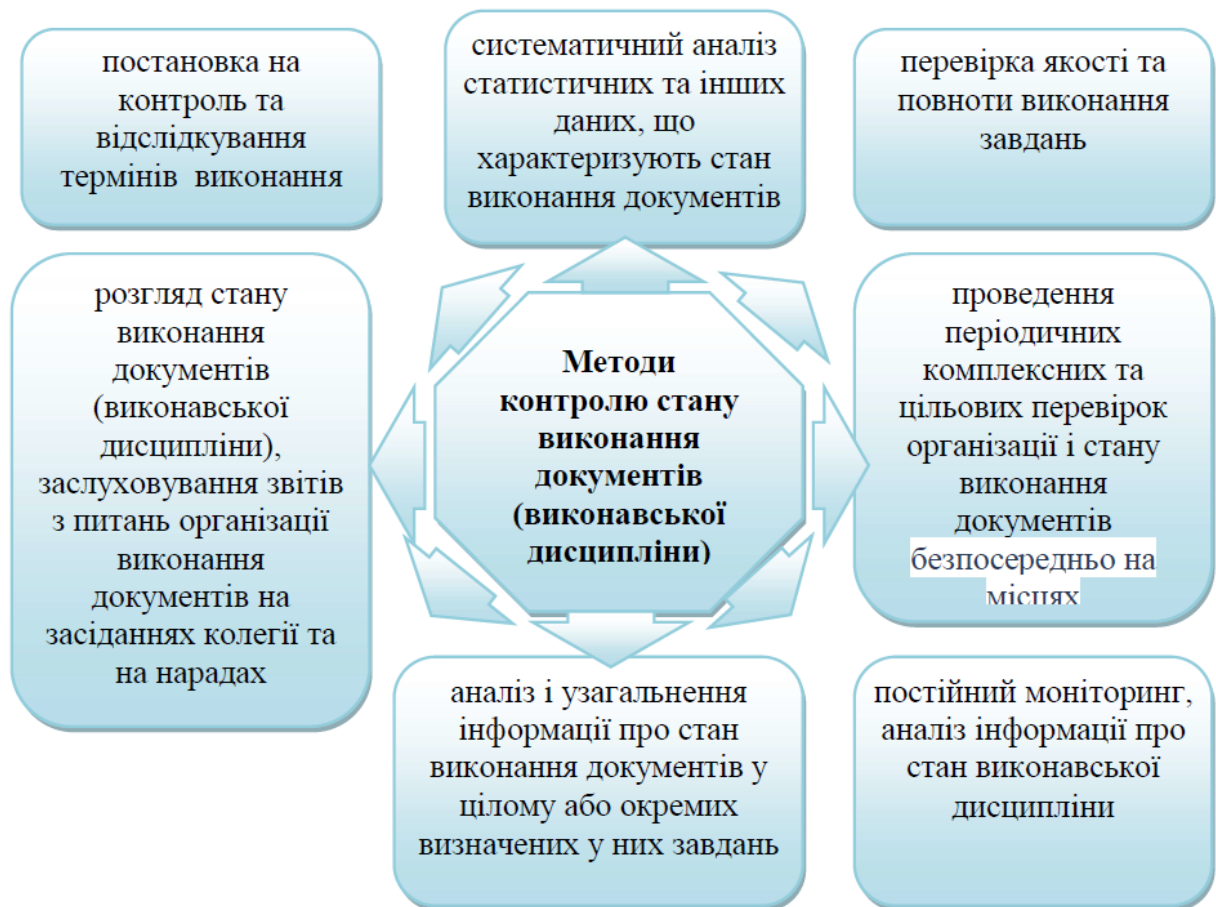 постановка на
контроль та
відслідкування
термінів виконання
систематичний аналіз
статистичних та інших
даних, що
характеризують стан
виконання документів
перевірка якості та
повноти виконання
завдань
розгляд стану
виконання
документів
(виконавської
дисципліни),
заслуховування звітів
з питань організації
виконання
документів на
засіданнях колегії та
на нарадах
Методи
контролю стану
виконання
документів
(виконавської
дисципліни)
проведення
періодичних
комплексних та
цільових перевірок
організації і стану
виконання
документів
безпосередньо на
місцях
аналіз і узагальнення
інформації про стан
виконання документів у
цілому або окремих
визначених у них завдань
постійний моніторинг,
аналіз інформації про
стан виконавської
дисципліни